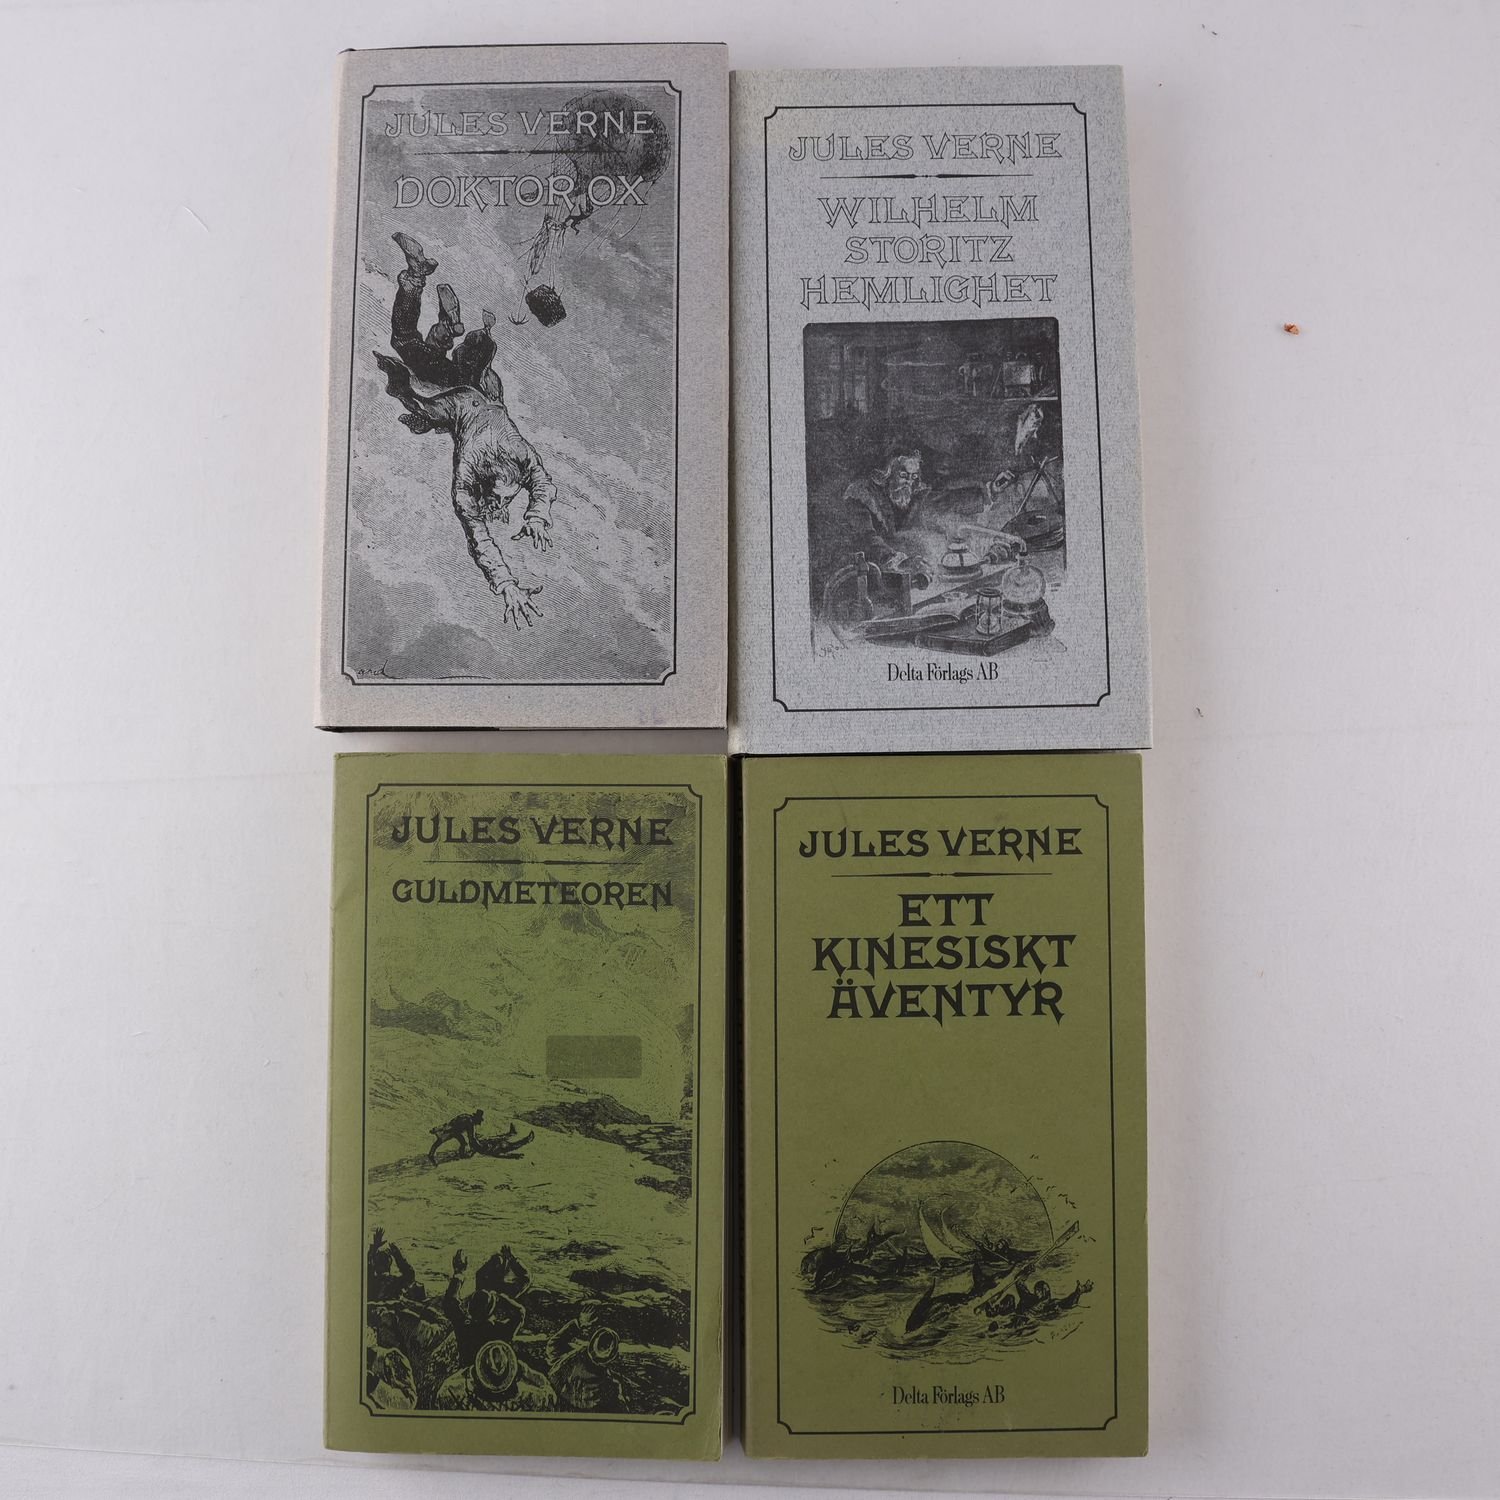 JULES VERNE
DOKTOR OX
JULES VERNE
WILHELM
STORITZ
HEMLIGHET
Delta Förlags AB
JULES VERNE
GULDMETEOREN
JULES VERNE
ETT
KINESISKT
ÄVENTYR
Delta Förlags AB